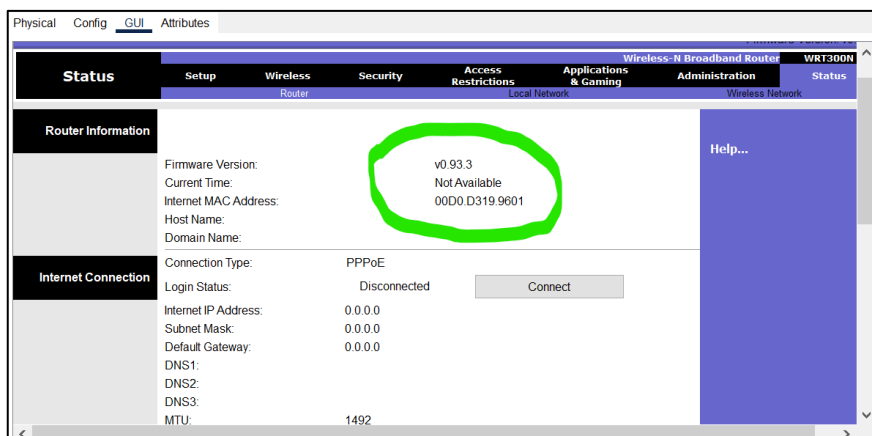 Physical Config GUI Attributes
Wireless-N Broadband Router WRT300N
Status Setup Wireless Security Access Restrictions Applications & Gaming Administration Status
Router Local Network Wireless Network
Router Information
Help...
Firmware Version: v0.93.3
Current Time: Not Available
Internet MAC Address: 00D0.D319.9601
Host Name:
Domain Name:
Internet Connection
Connection Type: PPPoE
Login Status: Disconnected Connect
Internet IP Address: 0.0.0.0
Subnet Mask: 0.0.0.0
Default Gateway: 0.0.0.0
DNS1:
DNS2:
DNS3:
MTU: 1492